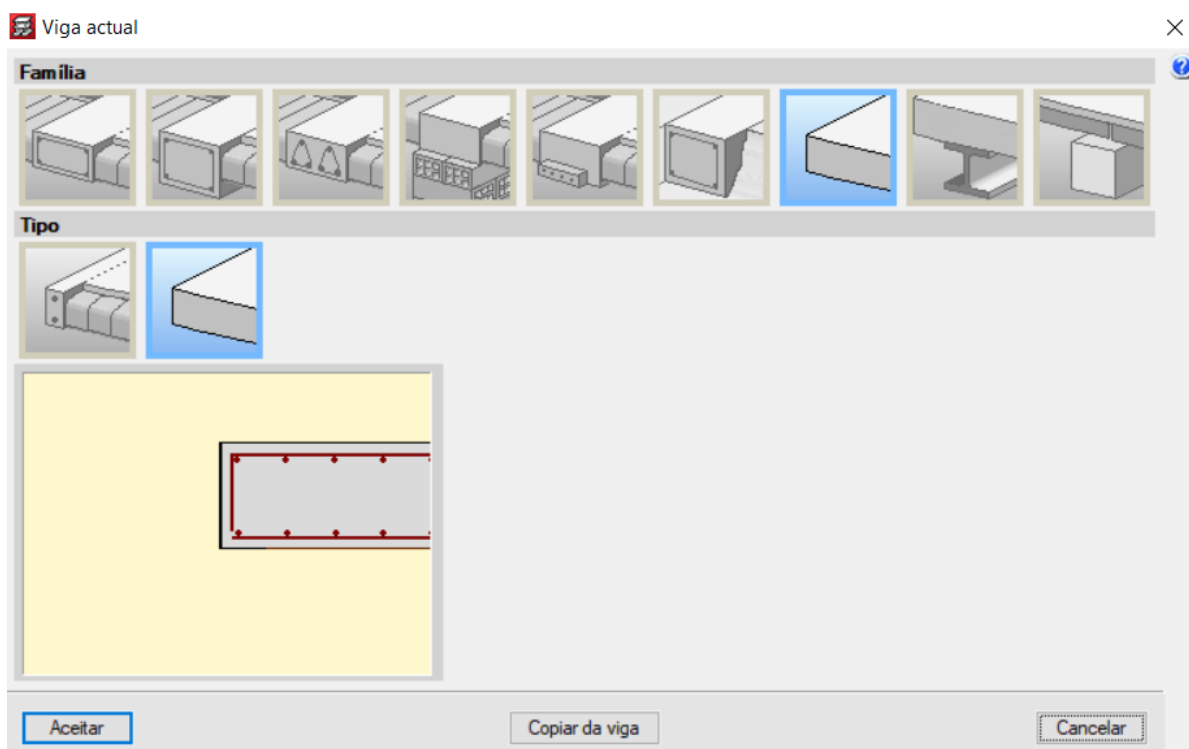 Viga actual
Família
Tipo
Aceitar
Copiar da viga
Cancelar